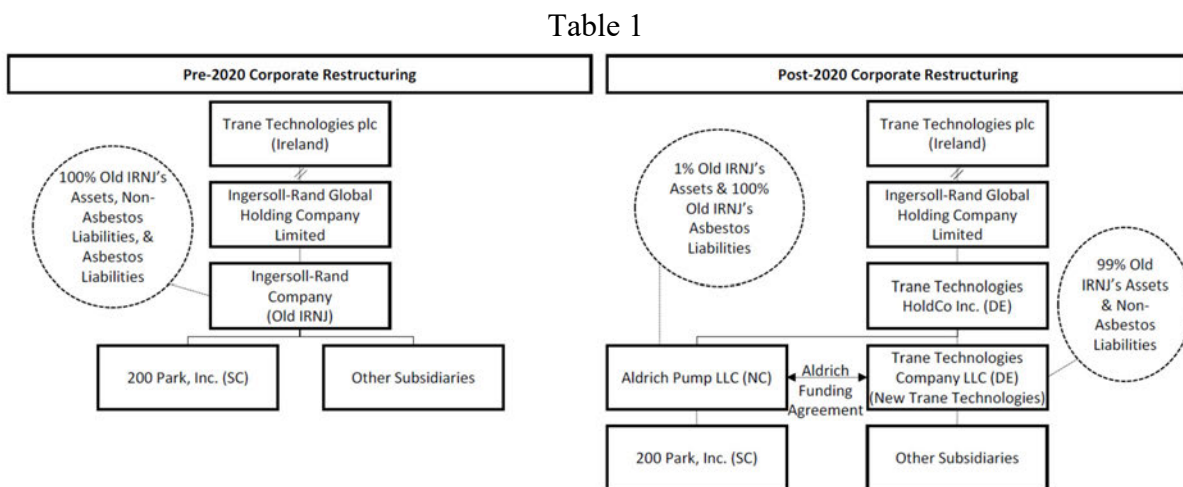 Table 1
Pre-2020 Corporate Restructuring
Trane Technologies plc
(Ireland)
100% Old IRNJ's
Assets, Non-
Asbestos
Liabilities, &
Asbestos
Liabilities
Ingersoll-Rand Global
Holding Company
Limited
Ingersoll-Rand
Company
(Old IRNJ)
200 Park, Inc. (SC)
Other Subsidiaries
Post-2020 Corporate Restructuring
Trane Technologies plc
(Ireland)
1% Old IRNJ's
Assets & 100%
Old IRNJ's
Asbestos
Liabilities
Ingersoll-Rand Global
Holding Company
Limited
Trane Technologies
HoldCo Inc. (DE)
99% Old
IRNJ's Assets
& Non-
Asbestos
Liabilities
Aldrich Pump LLC (NC)
Aldrich
Funding
Agreement
Trane Technologies
Company LLC (DE)
(New Trane Technologies)
200 Park, Inc. (SC)
Other Subsidiaries